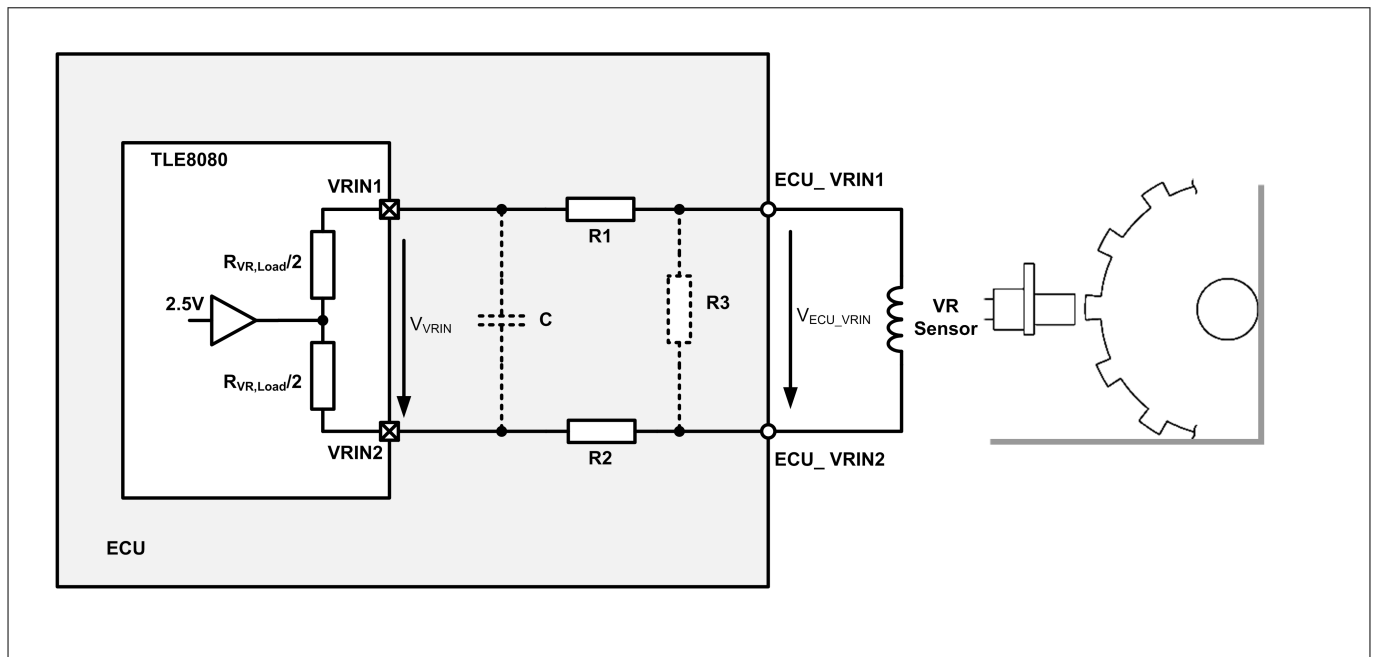 TLE8080
VRIN1
ECU_ VRIN1
R1
RVR,Load/2
2.5V
VVRIN
C
R3
VECU_VRIN
VR
Sensor
RVR,Load/2
VRIN2
R2
ECU_ VRIN2
ECU